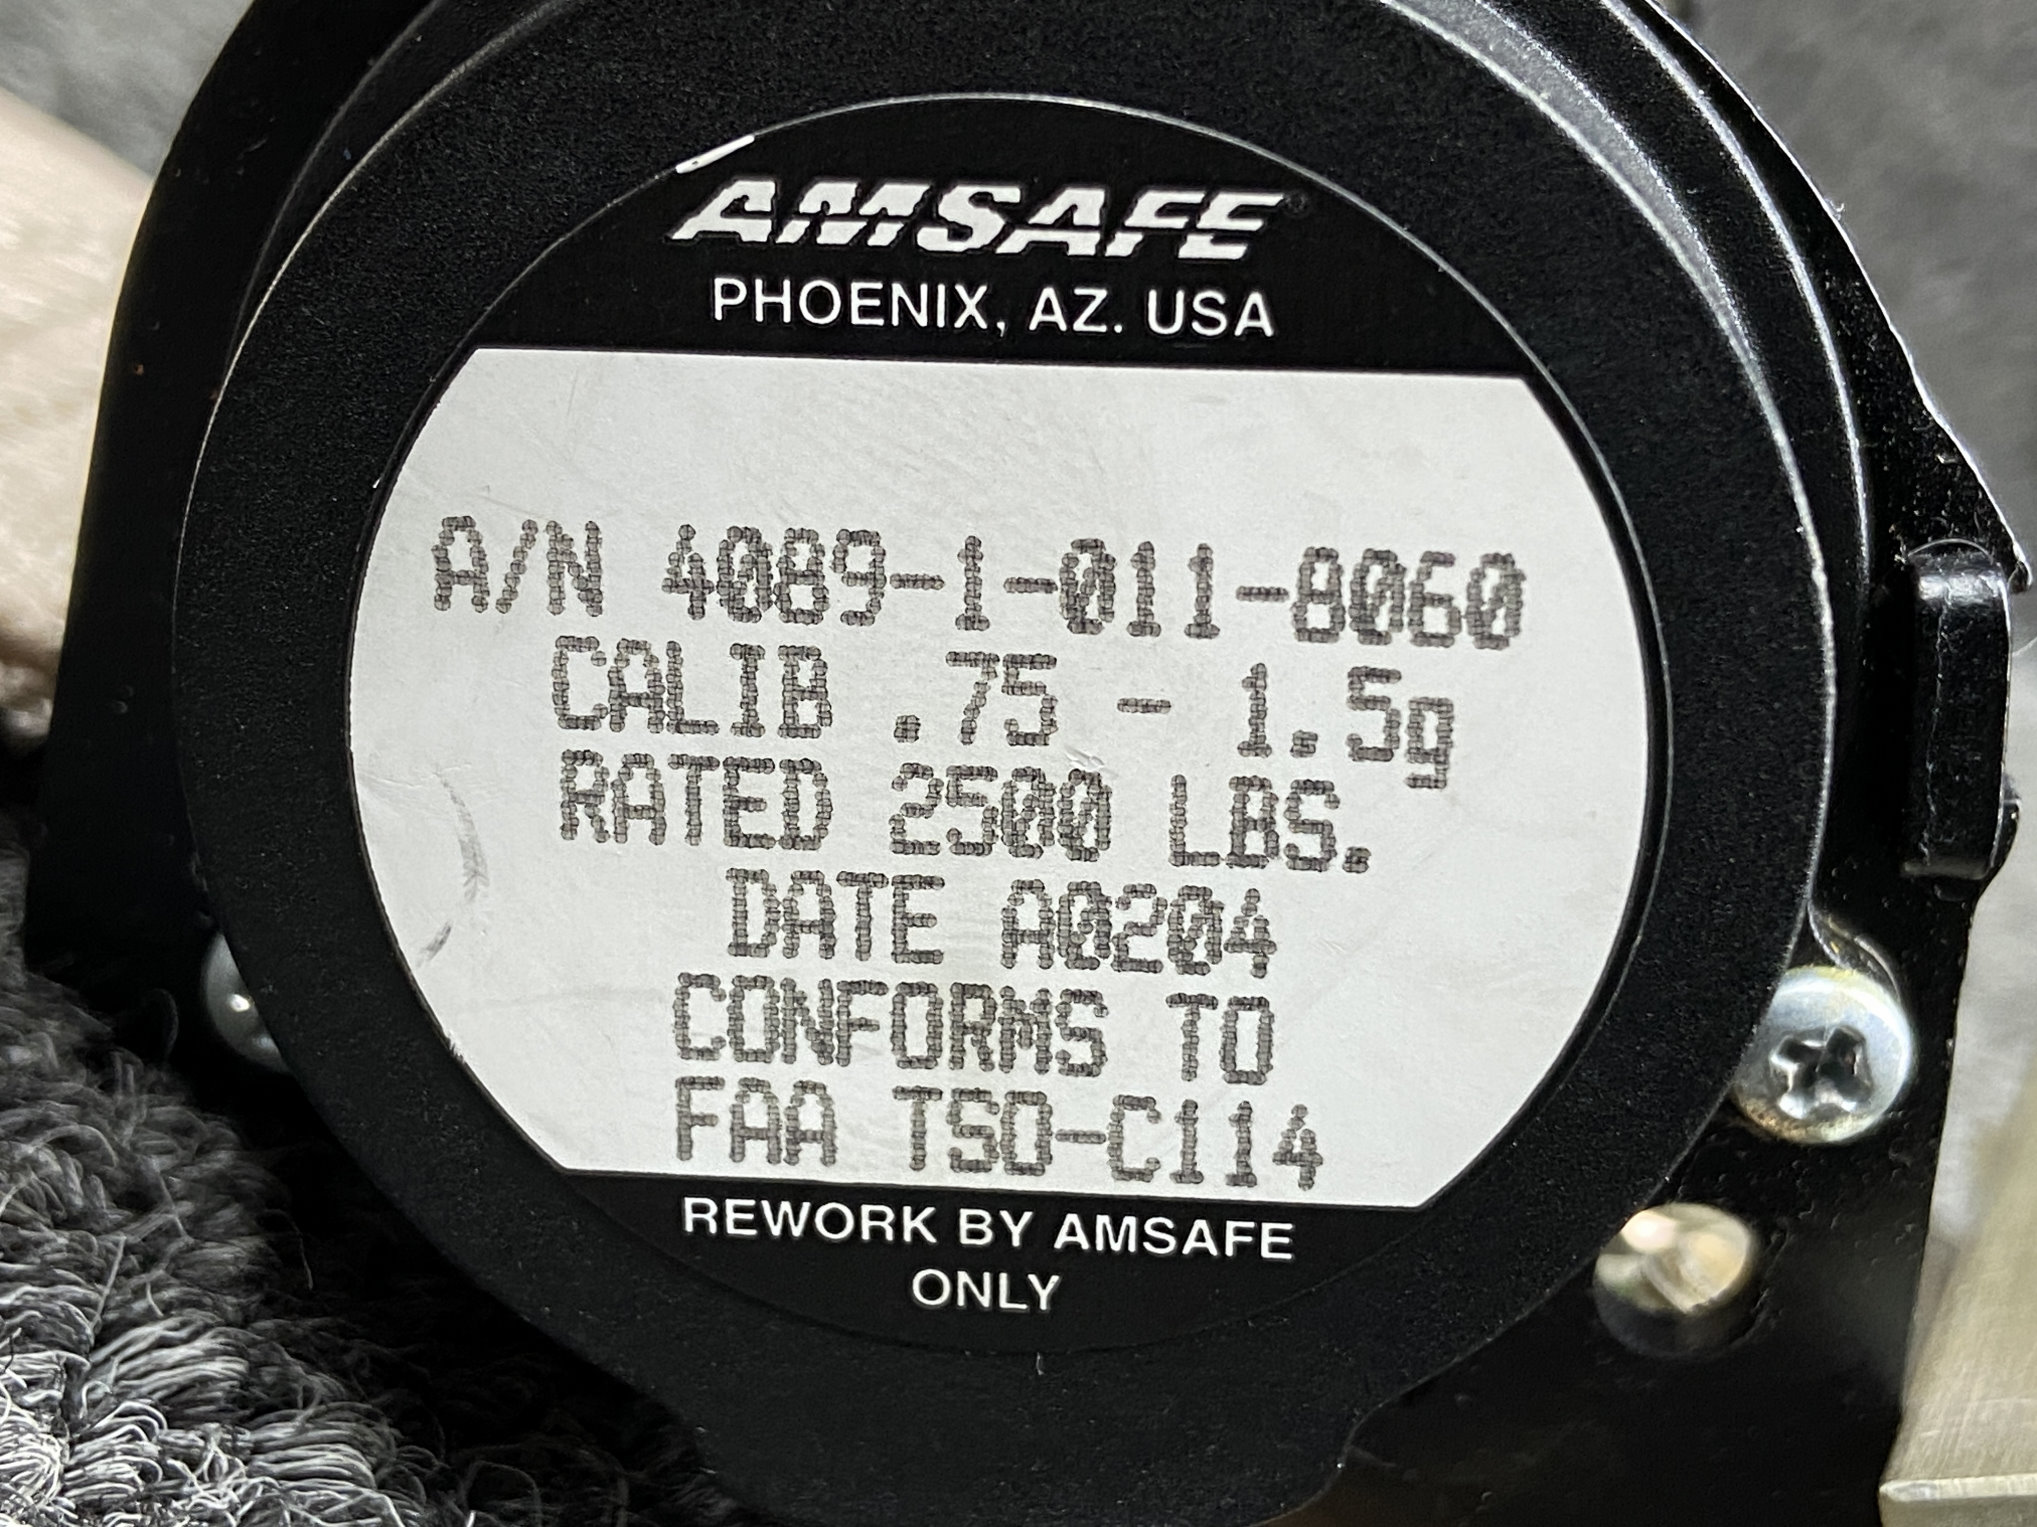 AMSAFE®
PHOENIX, AZ. USA
A/N 4089-1-011-8060
CALIB .75 - 1.5g
RATED 2500 LBS.
DATE A0204
CONFORMS TO
FAA TSO-C114
REWORK BY AMSAFE
ONLY